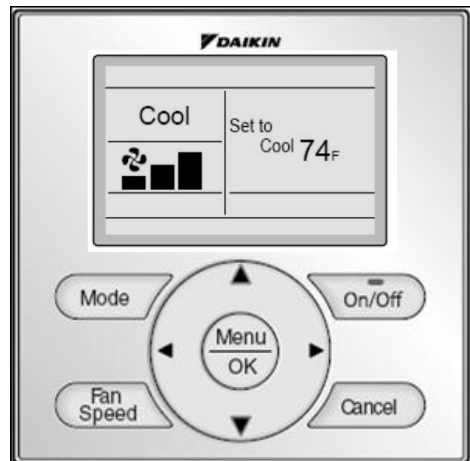 DAIKIN
Cool
Set to
Cool 74F
Mode
On/Off
Menu
OK
Fan
Speed
Cancel